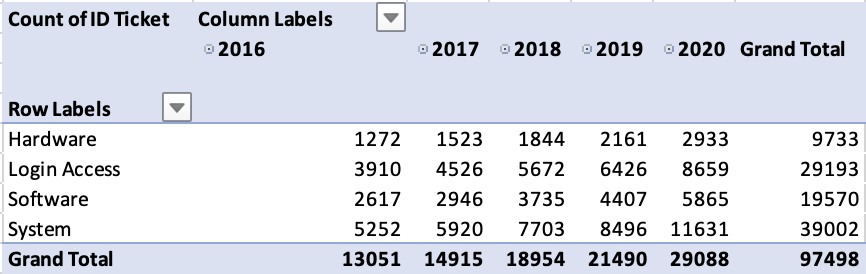 Count of ID Ticket Column Labels
2016 2017 2018 2019 2020 Grand Total
Row Labels
Hardware 1272 1523 1844 2161 2933 9733
Login Access 3910 4526 5672 6426 8659 29193
Software 2617 2946 3735 4407 5865 19570
System 5252 5920 7703 8496 11631 39002
Grand Total 13051 14915 18954 21490 29088 97498